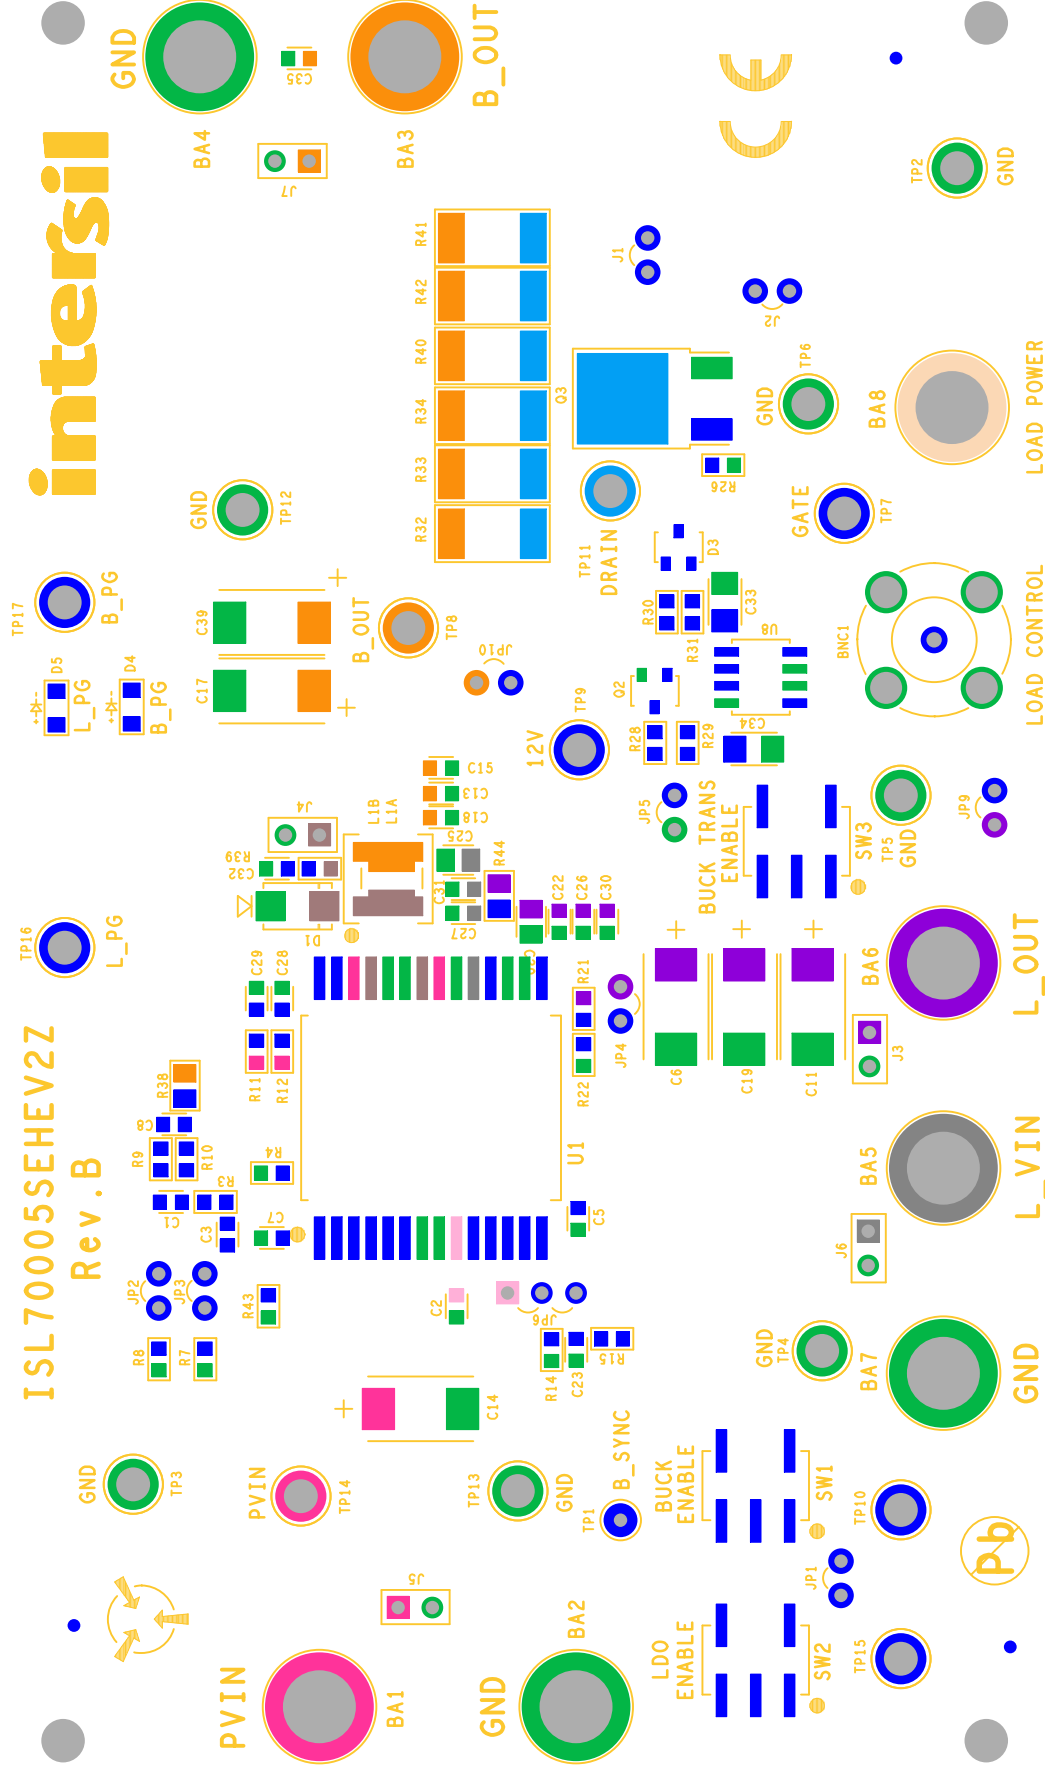 GND
BA4
C35
B_OUT
BA3
J7
intersil
CE
TP2
GND
R41
R42
R40
R34
R33
R32
J1
J2
Q3
TP6
GND
BA8
LOAD POWER
R26
GND
TP12
TP11
DRAIN
GATE
TP7
D3
TP17
B_PG
C39
C17
B_OUT
TP8
D5
L_PG
D4
B_PG
JP10
R30
R31
C33
U8
BNC1
LOAD CONTROL
Q2
TP9
12V
R28
R29
C34
C15
C13
C18
L1B
L1A
J4
R39
C32
C25
R44
C31
C27
D1
JP5
BUCK TRANS
ENABLE
SW3
TP5
GND
JP9
C22
C26
C30
TP16
L_PG
C29
C28
R21
JP4
BA6
L_OUT
R11
R12
R22
C6
C19
C11
J3
ISL70005SEHEV2Z
Rev.B
R38
C8
R9
R10
R4
R3
C1
C3
C7
U1
C5
BA5
L_VIN
J6
JP2
JP3
R43
C2
JP6
R8
R7
R14
C23
R15
GND
TP4
BA7
GND
C14
GND
TP3
PVIN
TP14
TP13
GND
B_SYNC
TP1
BUCK
ENABLE
SW1
TP10
Pb
J5
JP1
PVIN
BA1
GND
BA2
LDO
ENABLE
SW2
TP15